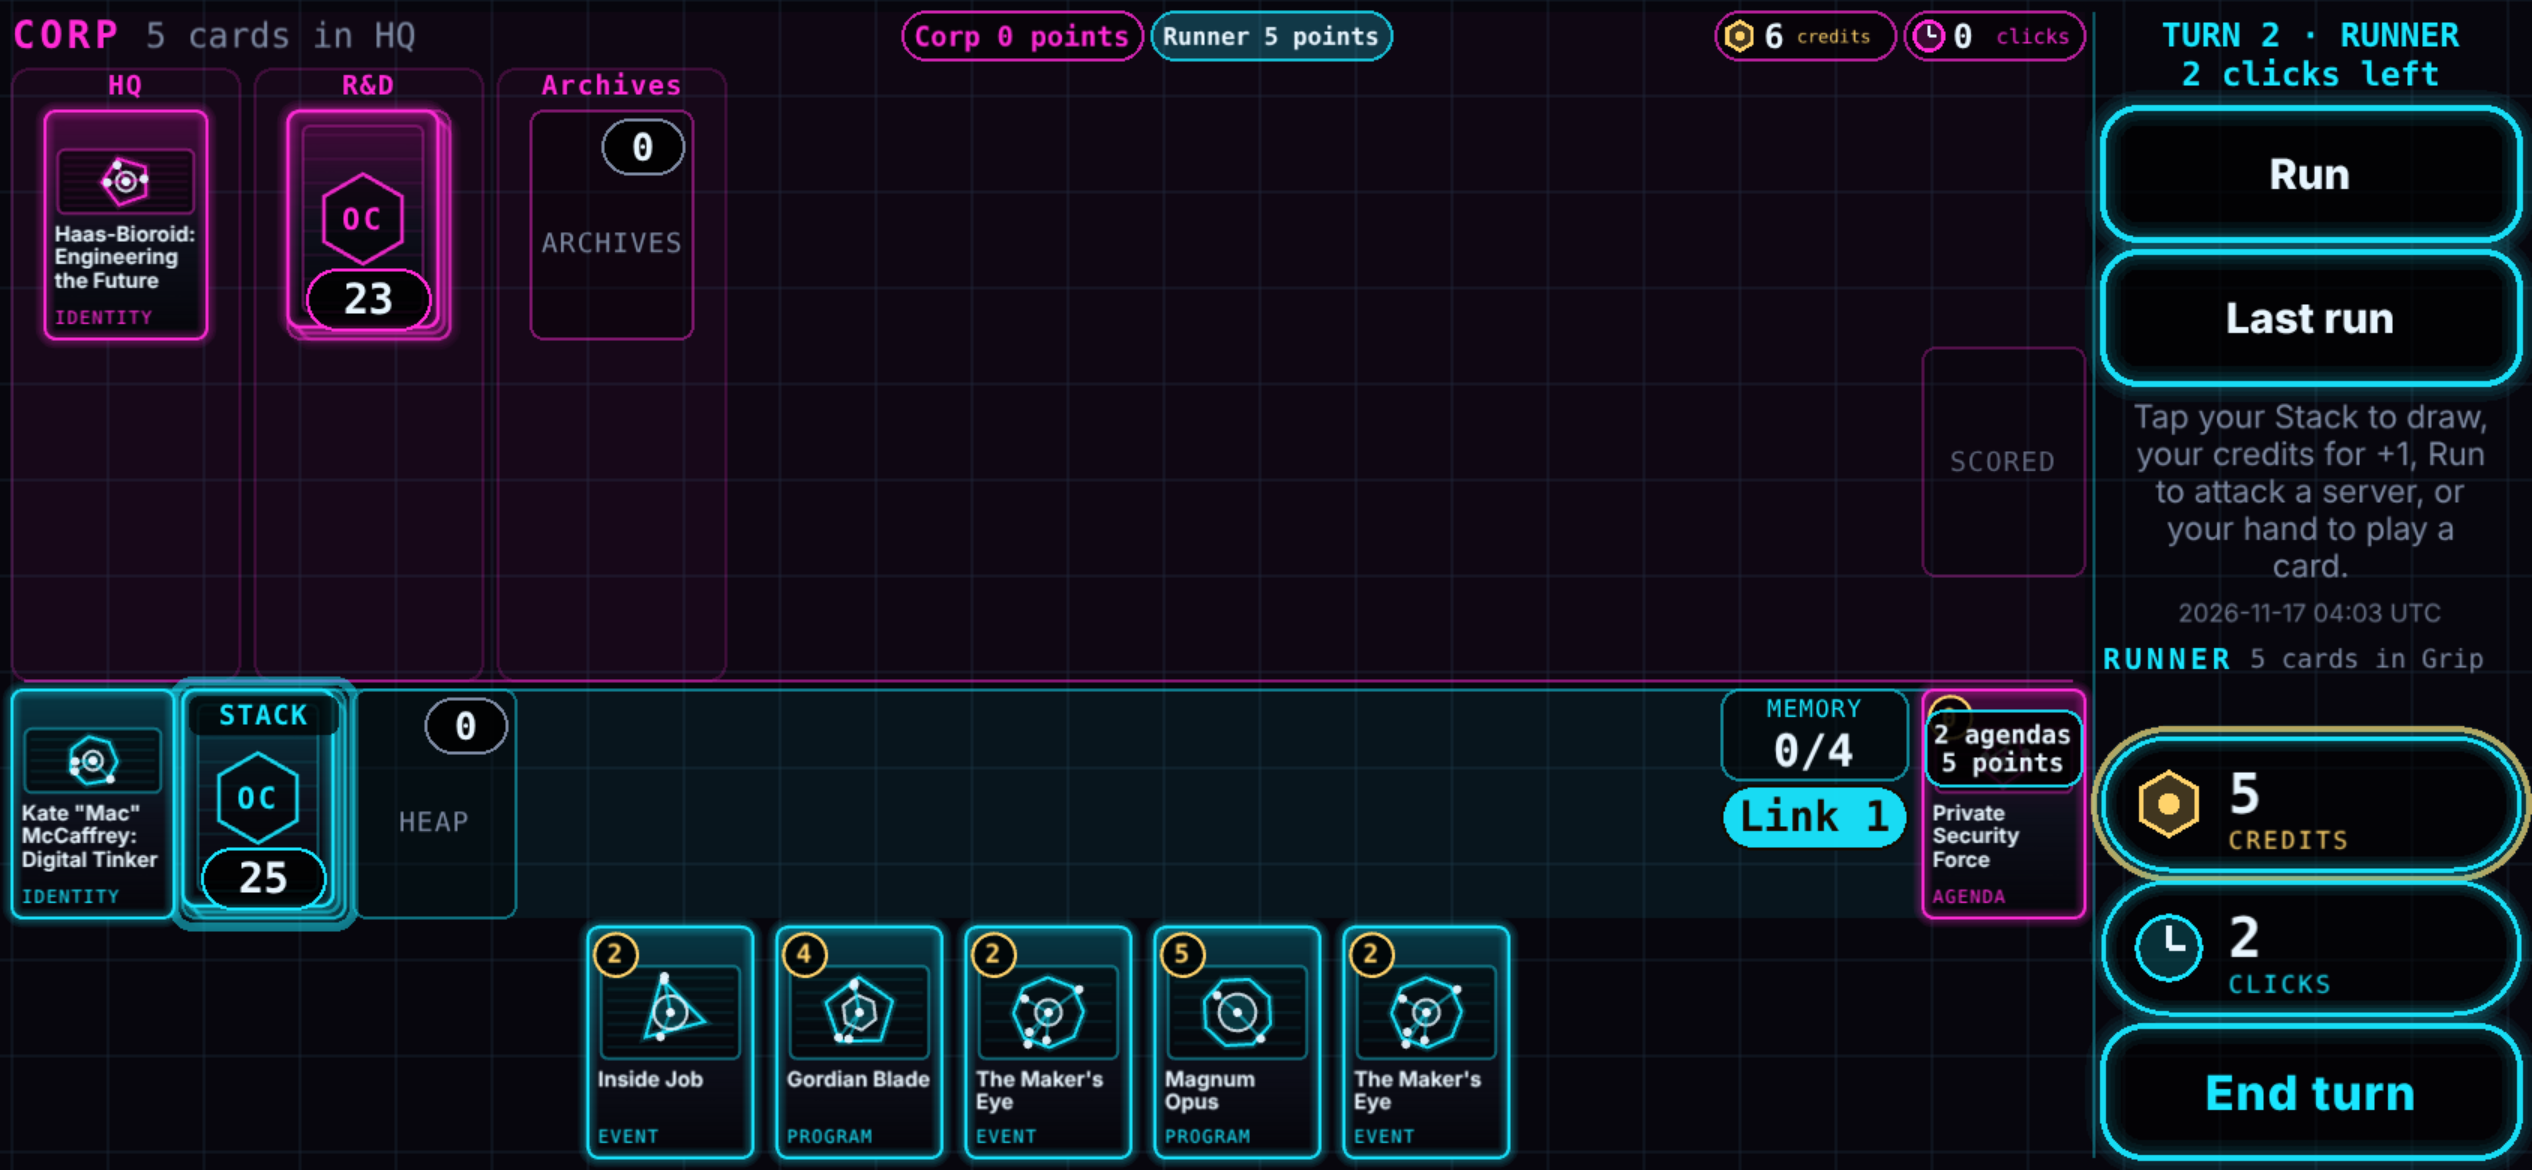 CORP 5 cards in HQ
Corp 0 points
Runner 5 points
6 credits
0 clicks
TURN 2 · RUNNER
2 clicks left
HQ
R&D
Archives
Haas-Bioroid:
Engineering
the Future
IDENTITY
OC
23
0
ARCHIVES
SCORED
Run
Last run
Tap your Stack to draw,
your credits for +1, Run
to attack a server, or
your hand to play a
card.
2026-11-17 04:03 UTC
RUNNER 5 cards in Grip
Kate "Mac"
McCaffrey:
Digital Tinker
IDENTITY
STACK
OC
25
0
HEAP
MEMORY
0/4
Link 1
2 agendas
5 points
Private
Security
Force
AGENDA
5
CREDITS
2
CLICKS
End turn
2
Inside Job
EVENT
4
Gordian Blade
PROGRAM
2
The Maker's
Eye
EVENT
5
Magnum
Opus
PROGRAM
2
The Maker's
Eye
EVENT